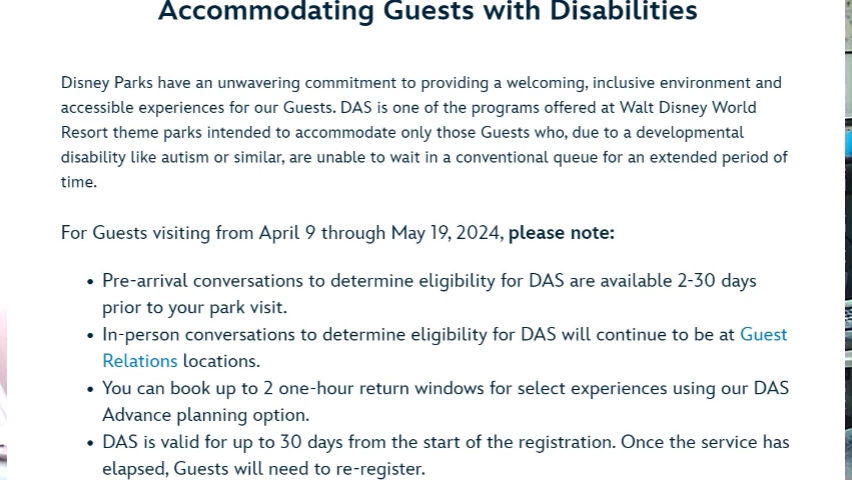 Accommodating Guests with Disabilities
Disney Parks have an unwavering commitment to providing a welcoming, inclusive environment and
accessible experiences for our Guests. DAS is one of the programs offered at Walt Disney World
Resort theme parks intended to accommodate only those Guests who, due to a developmental
disability like autism or similar, are unable to wait in a conventional queue for an extended period of
time.
For Guests visiting from April 9 through May 19, 2024, please note:
• Pre-arrival conversations to determine eligibility for DAS are available 2-30 days
prior to your park visit.
• In-person conversations to determine eligibility for DAS will continue to be at Guest
Relations locations.
• You can book up to 2 one-hour return windows for select experiences using our DAS
Advance planning option.
• DAS is valid for up to 30 days from the start of the registration. Once the service has
elapsed, Guests will need to re-register.